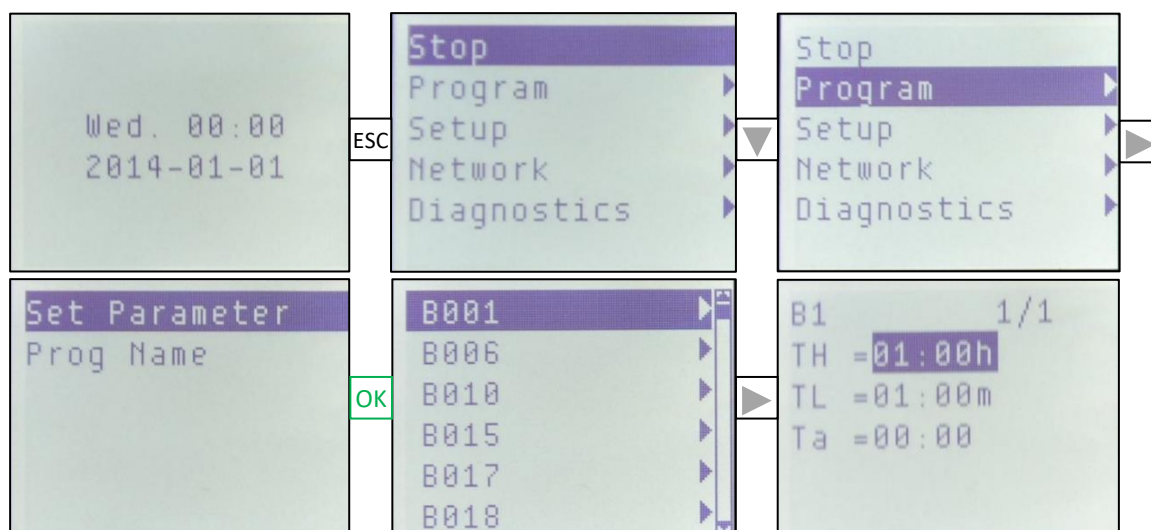 Wed. 00:00
2014-01-01
ESC
Stop
Program
Setup
Network
Diagnostics
Stop
Program
Setup
Network
Diagnostics
Set Parameter
Prog Name
OK
B001
B006
B010
B015
B017
B018
B1 1/1
TH =01:00h
TL =01:00m
Ta =00:00